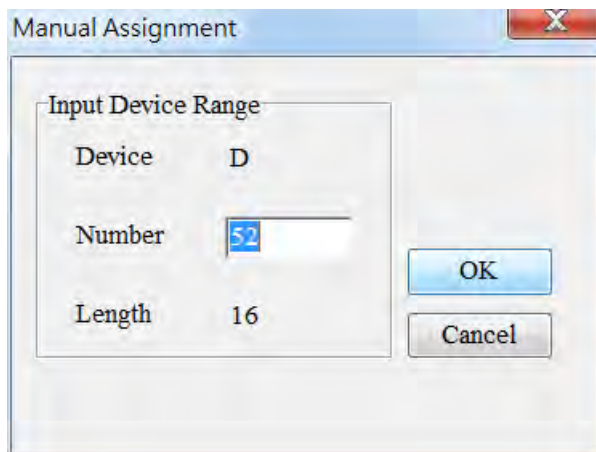 Manual Assignment
Input Device Range
Device D
Number 52
Length 16
OK
Cancel